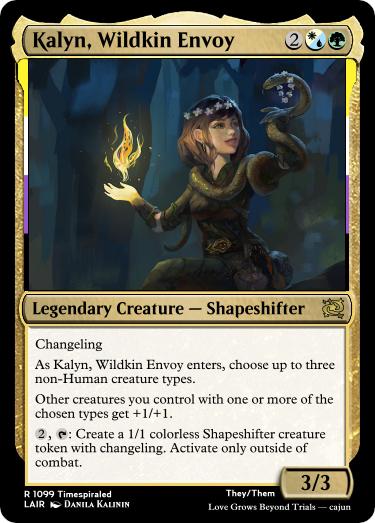 Kalyn, Wildkin Envoy 2
Legendary Creature — Shapeshifter
Changeling
As Kalyn, Wildkin Envoy enters, choose up to three
non-Human creature types.
Other creatures you control with one or more of the
chosen types get +1/+1.
2, : Create a 1/1 colorless Shapeshifter creature
token with changeling. Activate only outside of
combat.
3/3
R 1099 Timespiraled They/Them
LAIR Danila Kalinin Love Grows Beyond Trials — cajun